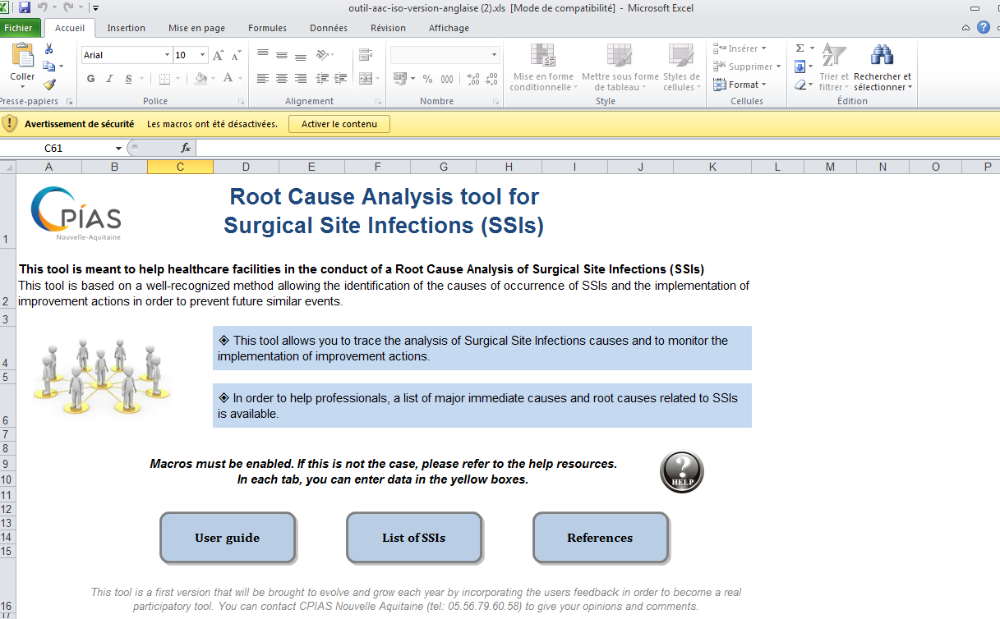 outil-aac-iso-version-anglaise (2).xls [Mode de compatibilité] - Microsoft Excel
Fichier Accueil Insertion Mise en page Formules Données Révision Affichage
Coller
Arial 10
G I S
% 000
Mise en forme conditionnelle
Mettre sous forme de tableau
Styles de cellules
Insérer
Supprimer
Format
Σ
Trier et filtrer
Rechercher et sélectionner
Presse-papiers Police Alignement Nombre Style Cellules Édition
Avertissement de sécurité Les macros ont été désactivées. Activer le contenu
C61 fx
A B C D E F G H I J K L M N O P
CPIAS
Nouvelle-Aquitaine
Root Cause Analysis tool for
Surgical Site Infections (SSIs)
1
This tool is meant to help healthcare facilities in the conduct of a Root Cause Analysis of Surgical Site Infections (SSIs)
This tool is based on a well-recognized method allowing the identification of the causes of occurrence of SSIs and the implementation of
2 improvement actions in order to prevent future similar events.
3
◈ This tool allows you to trace the analysis of Surgical Site Infections causes and to monitor the
4 implementation of improvement actions.
5
◈ In order to help professionals, a list of major immediate causes and root causes related to SSIs
6 is available.
7
8
9 Macros must be enabled. If this is not the case, please refer to the help resources.
10 In each tab, you can enter data in the yellow boxes.
? HELP
11
12
13
14 User guide List of SSIs References
15
This tool is a first version that will be brought to evolve and grow each year by incorporating the users feedback in order to become a real
16 participatory tool. You can contact CPIAS Nouvelle Aquitaine (tel: 05.56.79.60.58) to give your opinions and comments.
17